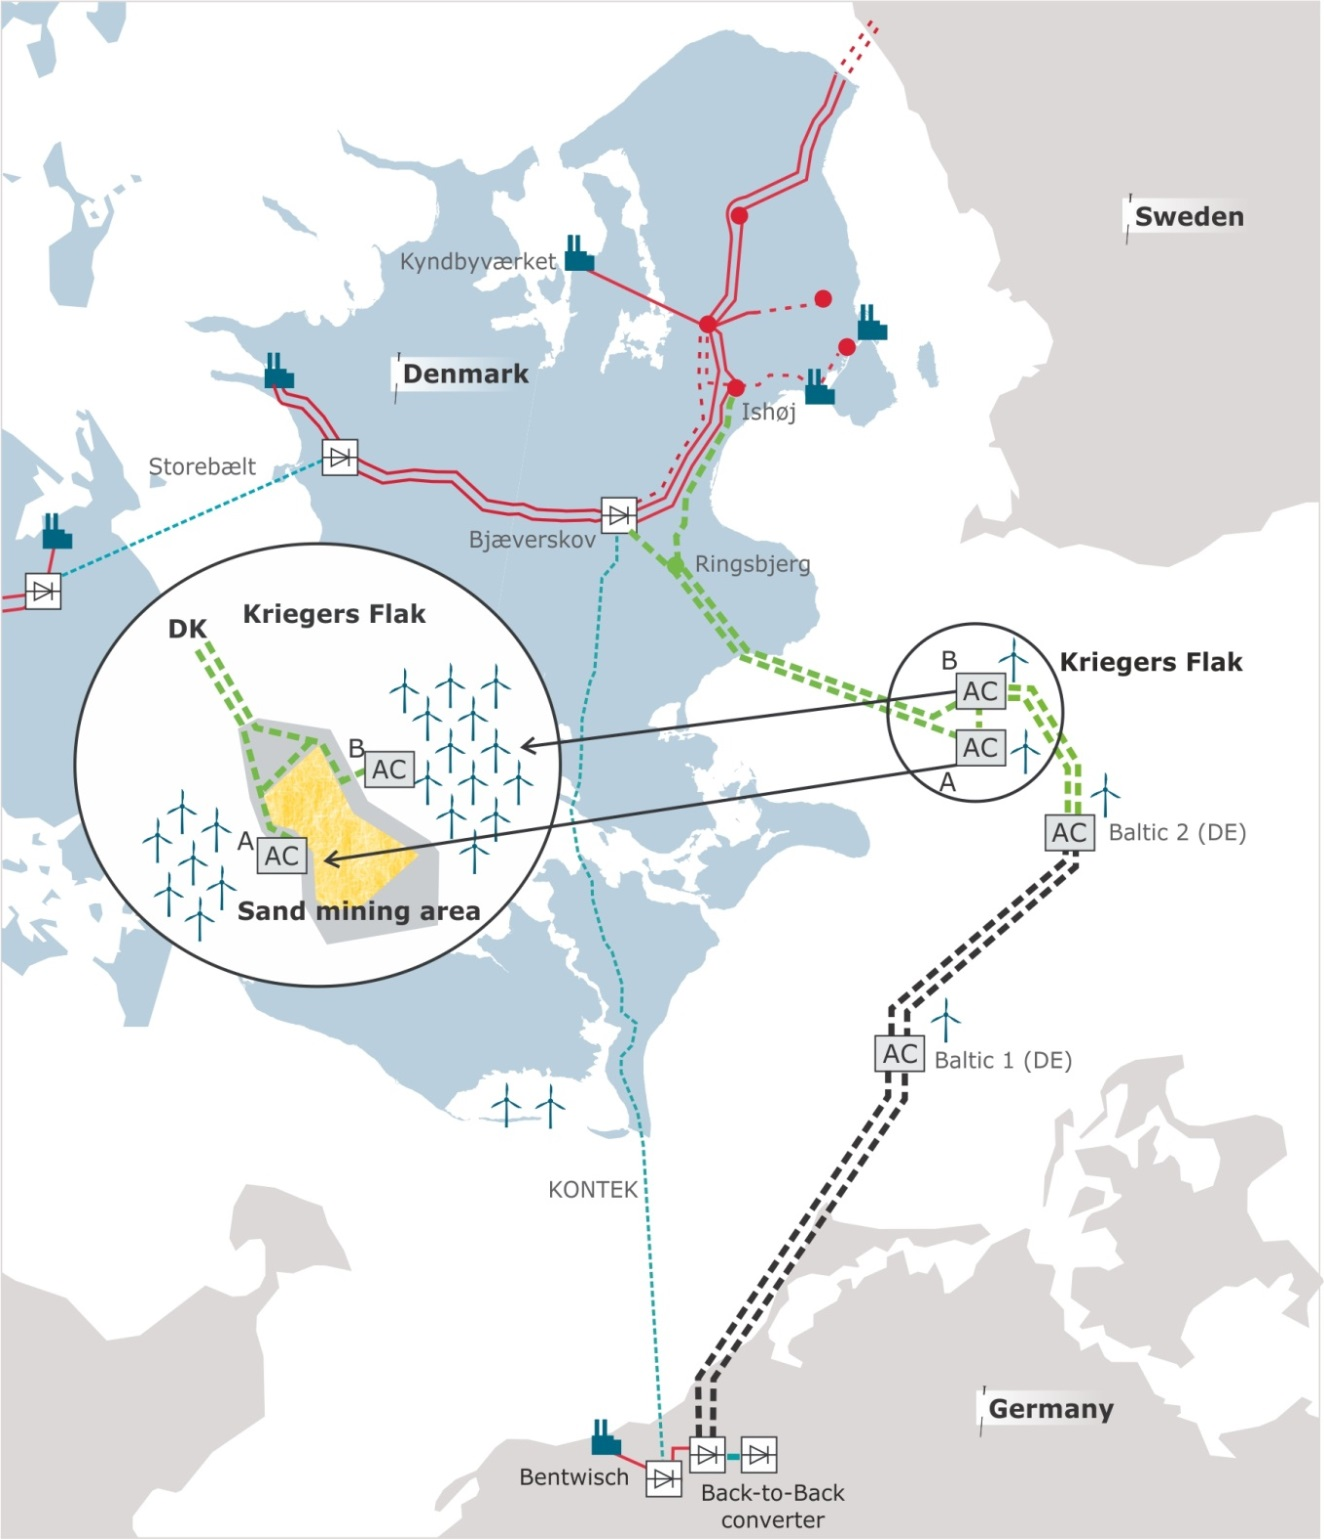 Sweden
Kyndbyværket
Denmark
Ishøj
Storebælt
Bjæverskov
Ringsbjerg
Kriegers Flak
DK
B
AC
A
AC
Sand mining area
B
AC
Kriegers Flak
AC
A
AC
Baltic 2 (DE)
AC
Baltic 1 (DE)
KONTEK
Germany
Bentwisch
Back-to-Back
converter